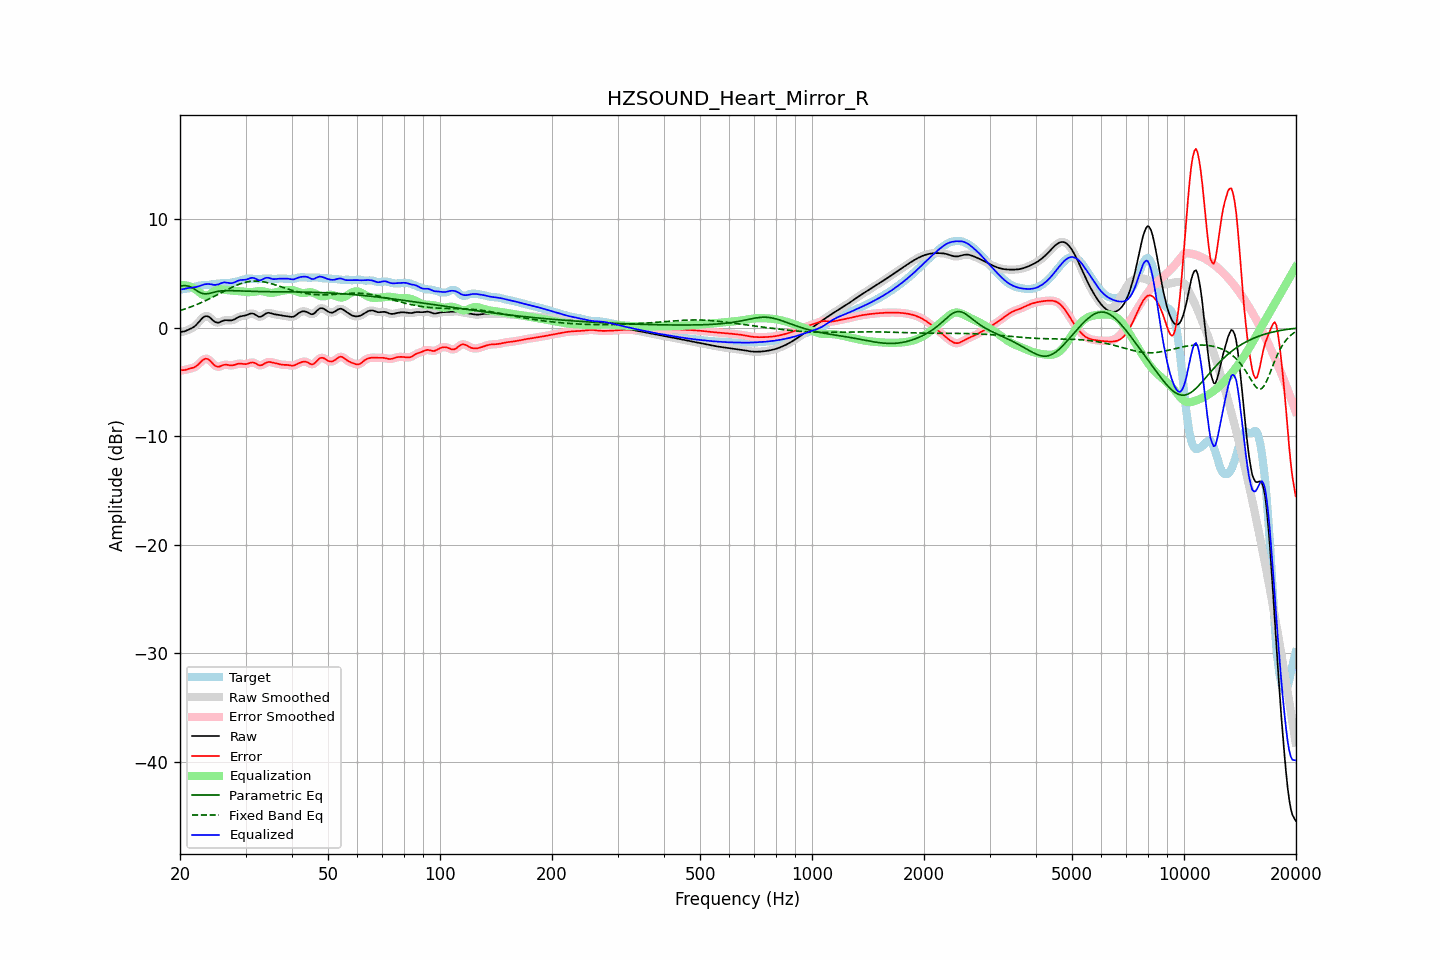 HZSOUND_Heart_Mirror_R
Amplitude (dBr)
10
0
−10
−20
−30
−40
Target
Raw Smoothed
Error Smoothed
Raw
Error
Equalization
Parametric Eq
Fixed Band Eq
Equalized
20 50 100 200 500 1000 2000 5000 10000 20000
Frequency (Hz)